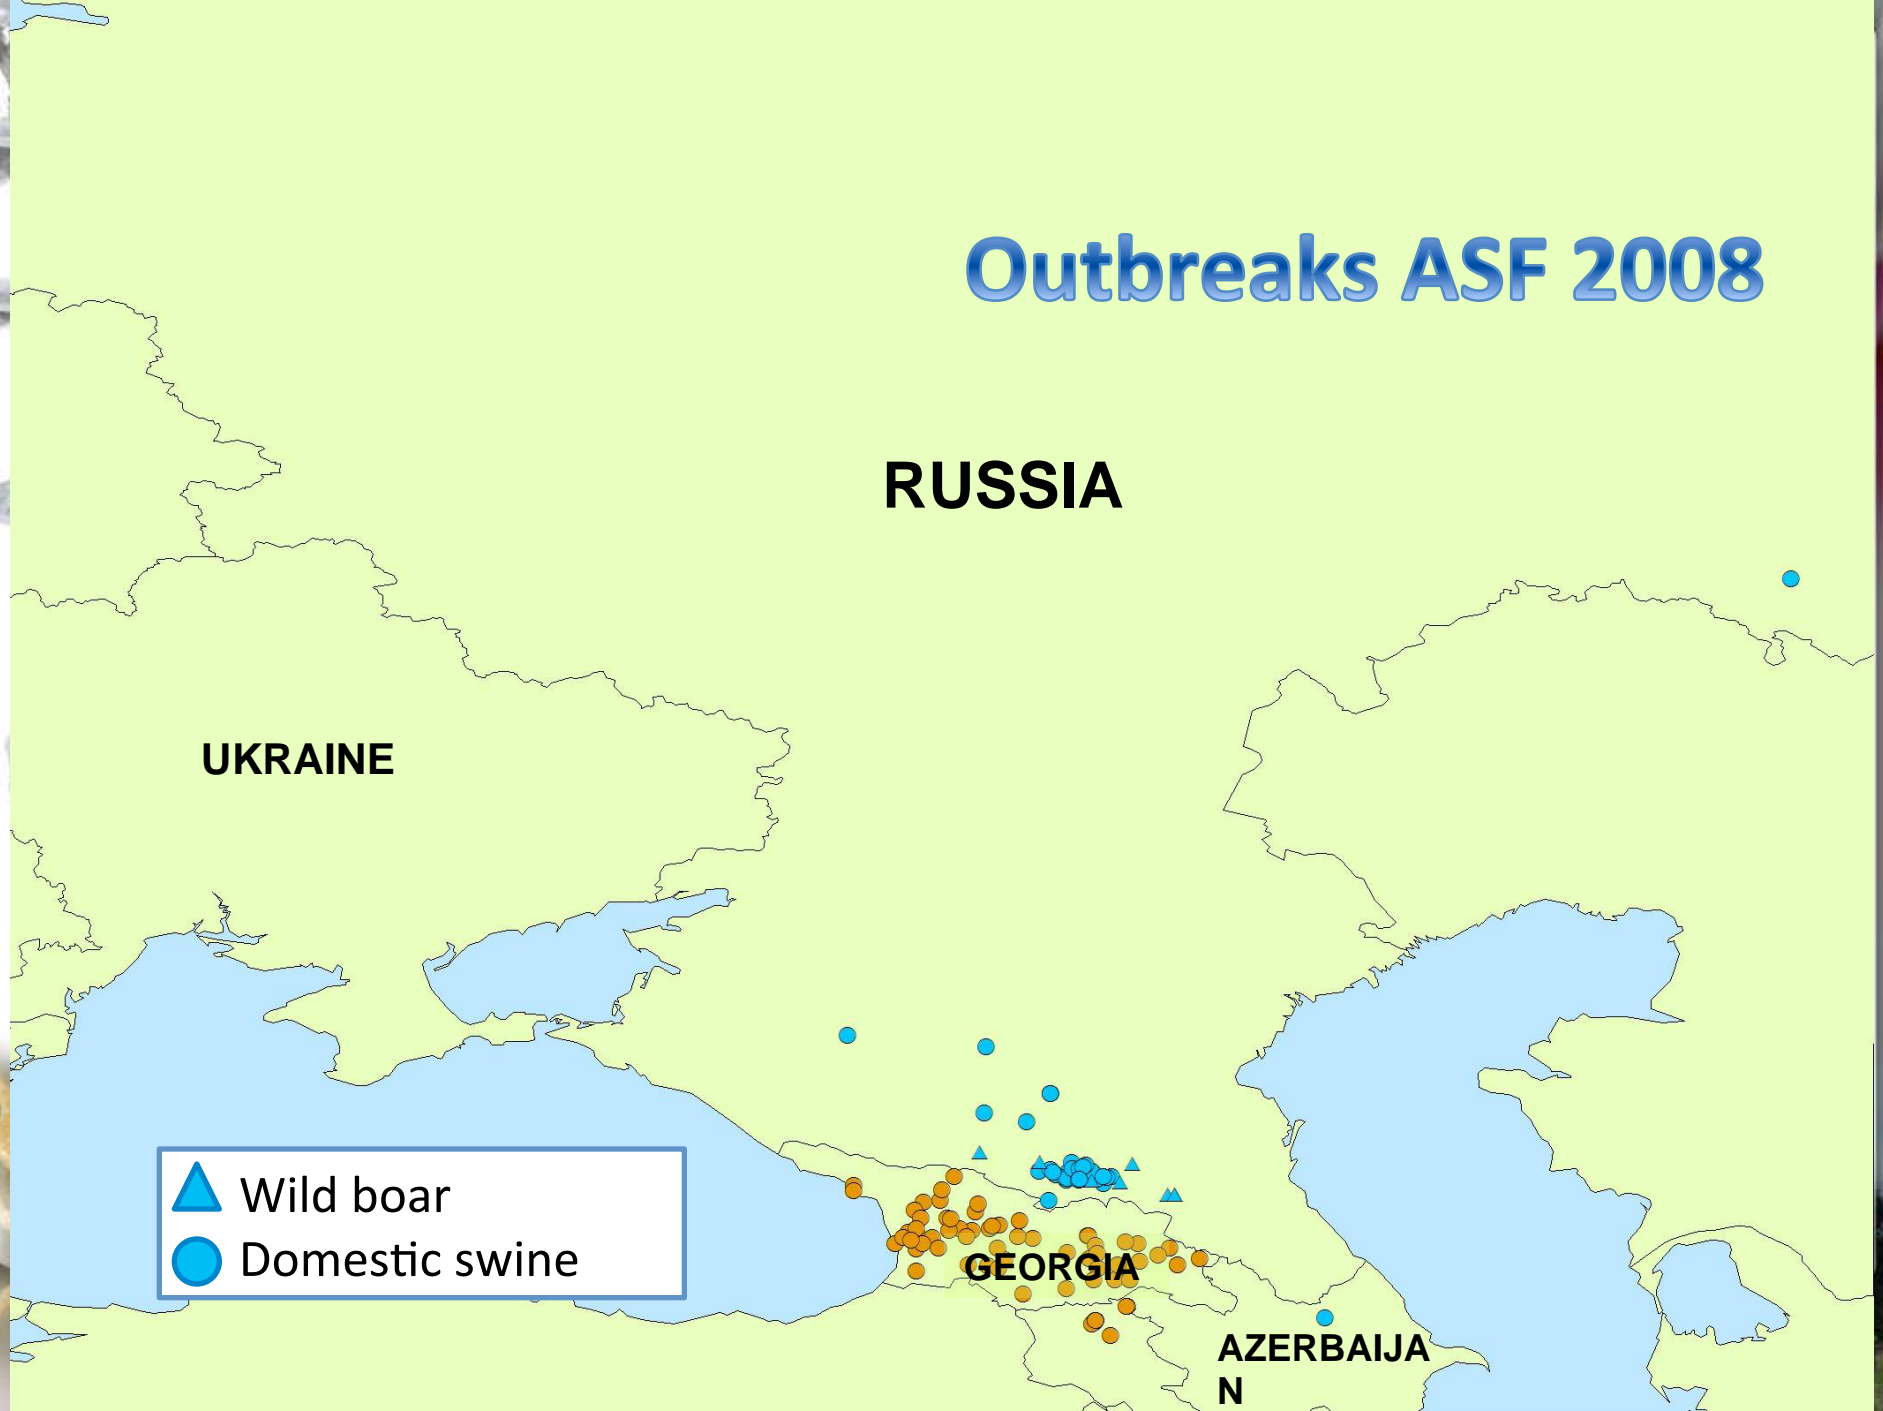 Outbreaks ASF 2008
RUSSIA
UKRAINE
Wild boar
Domestic swine
GEORGIA
AZERBAIJA
N